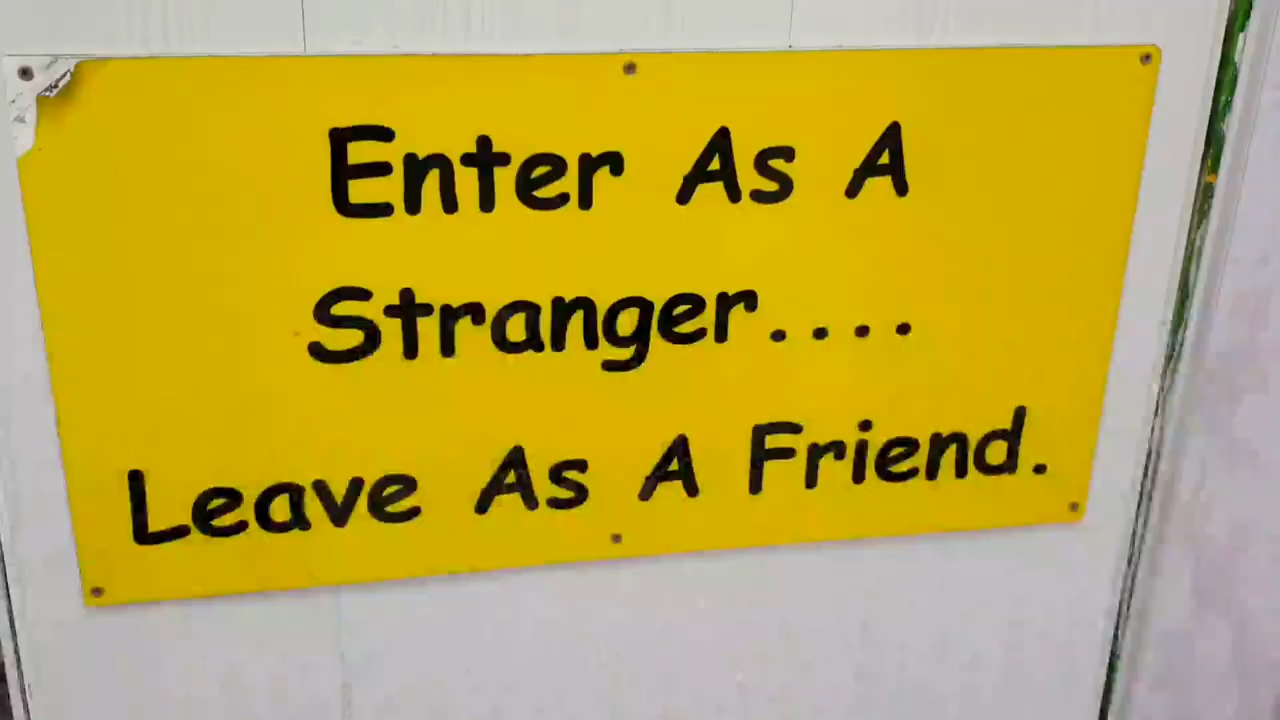 Enter As A
Stranger....
Leave As A Friend.